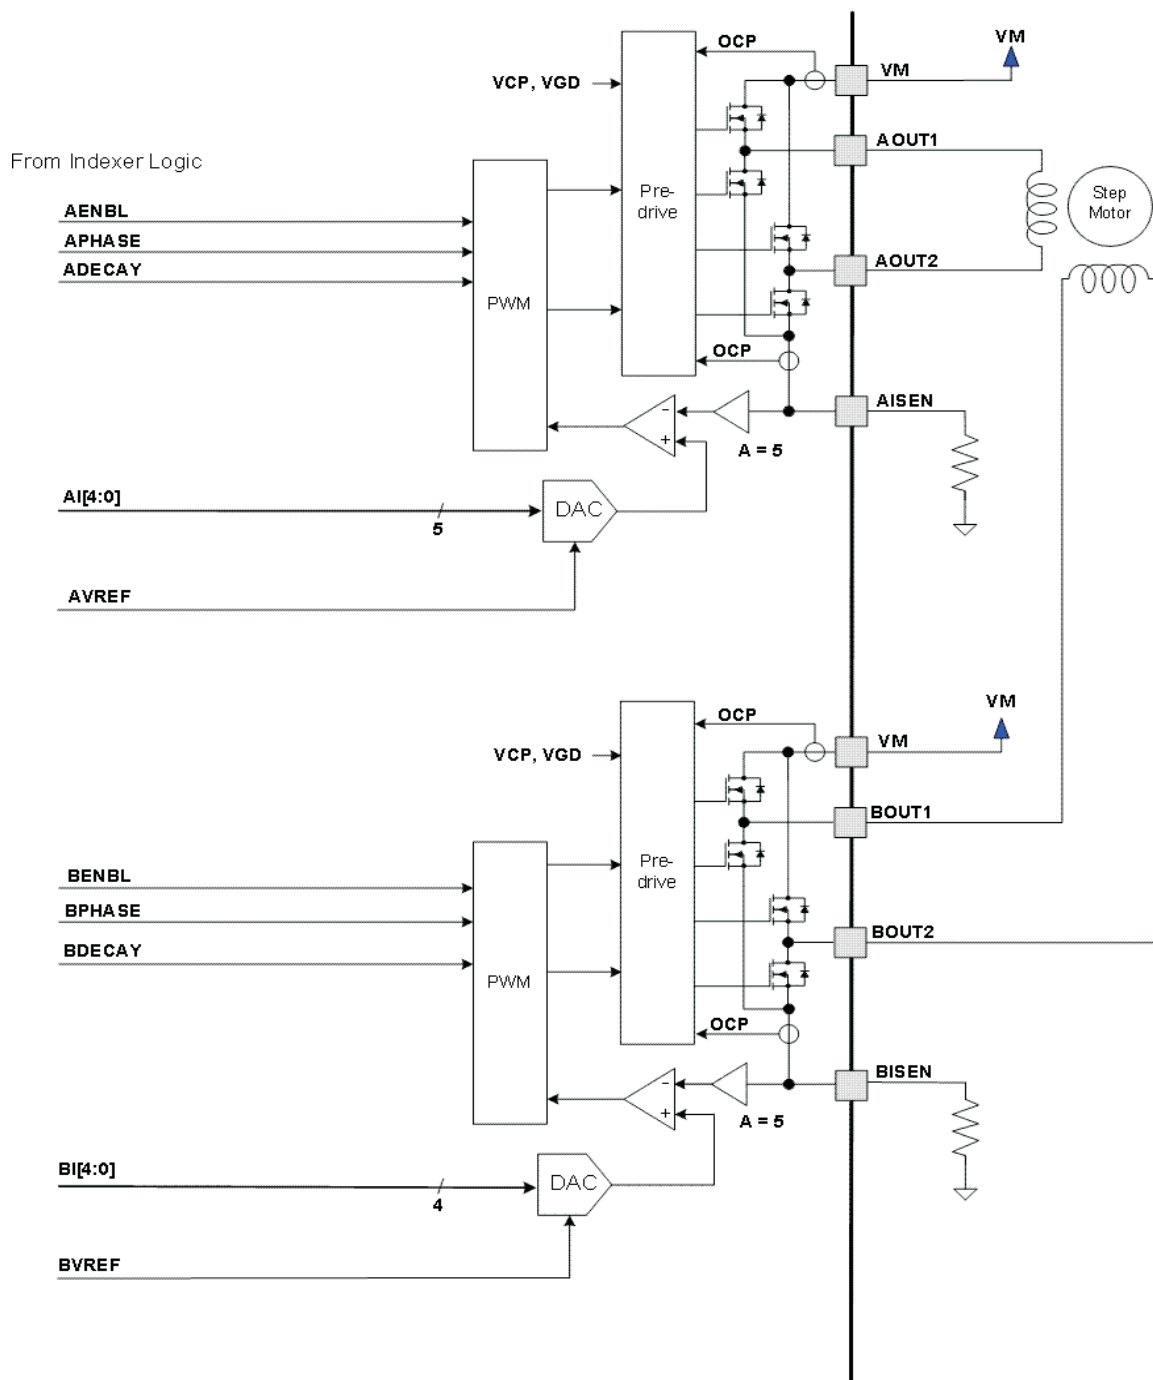 OCP
VM
VCP, VGD
VM
AOUT1
From Indexer Logic
Pre-
drive
Step
Motor
AENBL
APHASE
ADECAY
AOUT2
PWM
OCP
AISEN
-
+
A = 5
AI[4:0]
5
DAC
AVREF
OCP
VM
VCP, VGD
VM
BOUT1
Pre-
drive
BENBL
BPHASE
BDECAY
BOUT2
PWM
OCP
BISEN
-
+
A = 5
BI[4:0]
4
DAC
BVREF